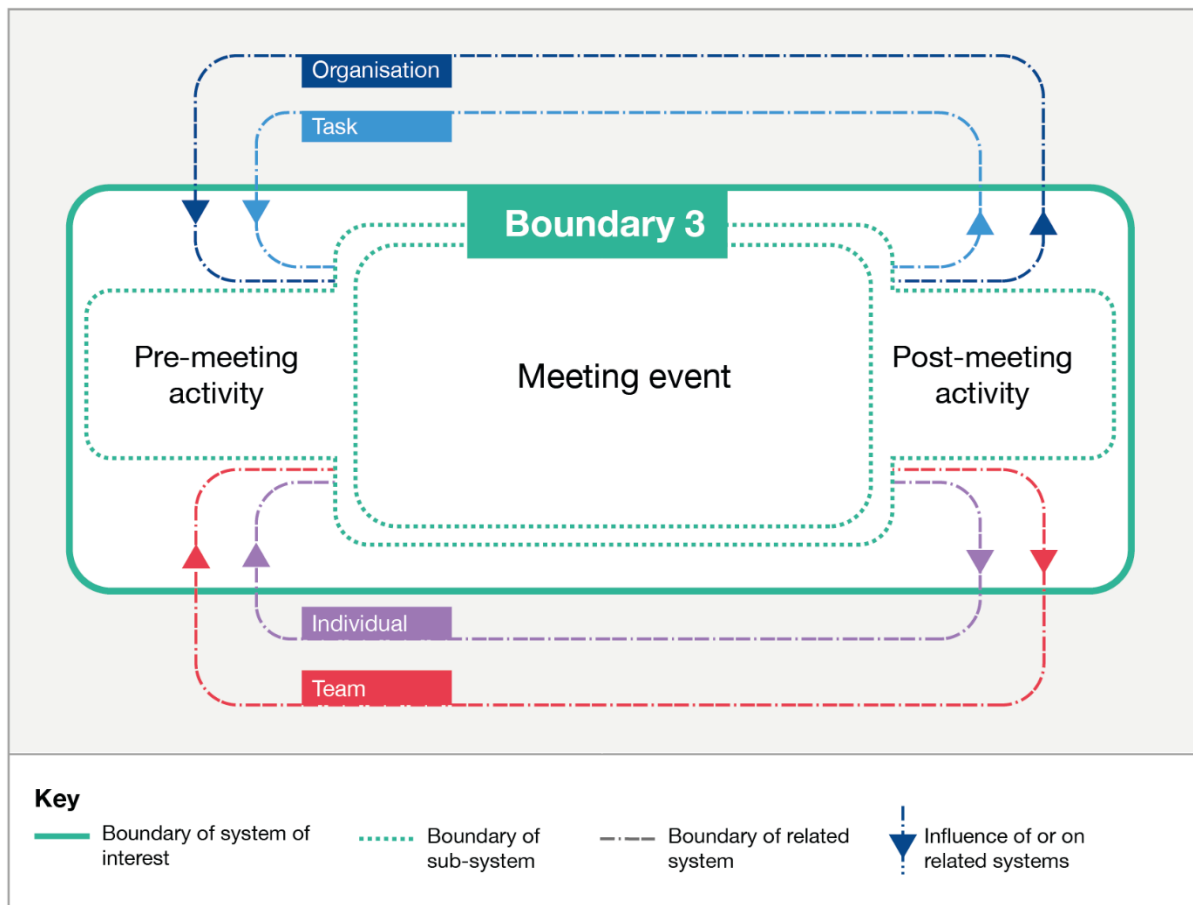 Organisation
Task
Boundary 3
Pre-meeting
activity
Meeting event
Post-meeting
activity
Individual
Team
Key
Boundary of system of
interest
Boundary of
sub-system
Boundary of related
system
Influence of or on
related systems